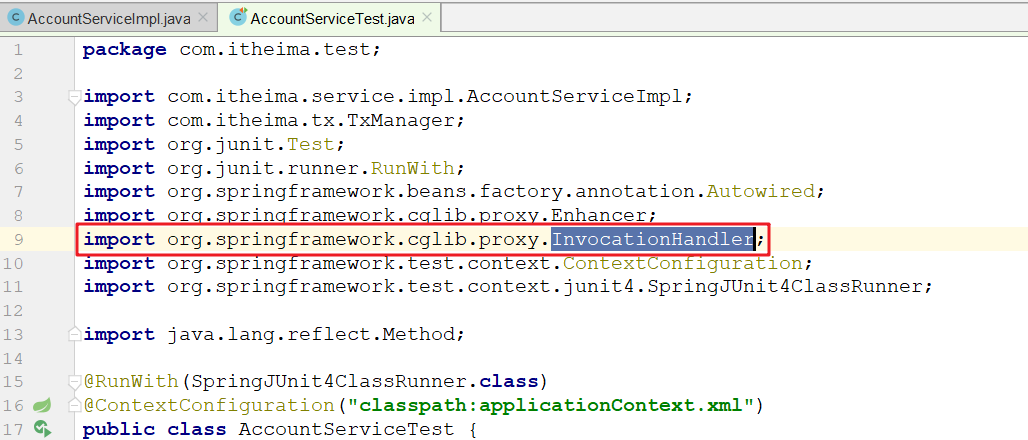 AccountServiceImpl.java AccountServiceTest.java
1 package com.itheima.test;
2
3 import com.itheima.service.impl.AccountServiceImpl;
4 import com.itheima.tx.TxManager;
5 import org.junit.Test;
6 import org.junit.runner.RunWith;
7 import org.springframework.beans.factory.annotation.Autowired;
8 import org.springframework.cglib.proxy.Enhancer;
9 import org.springframework.cglib.proxy.InvocationHandler;
10 import org.springframework.test.context.ContextConfiguration;
11 import org.springframework.test.context.junit4.SpringJUnit4ClassRunner;
12
13 import java.lang.reflect.Method;
14
15 @RunWith(SpringJUnit4ClassRunner.class)
16 @ContextConfiguration("classpath:applicationContext.xml")
17 public class AccountServiceTest {